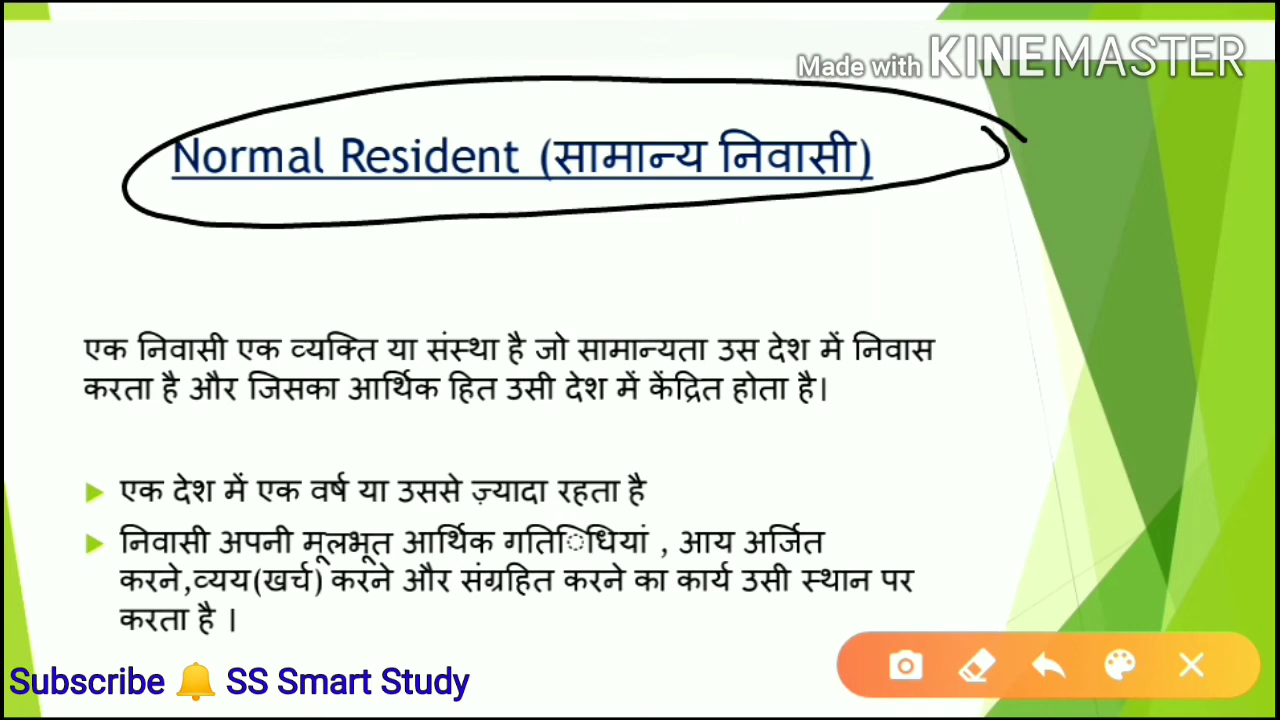 Made with KINEMASTER
Normal Resident (सामान्य निवासी)
एक निवासी एक व्यक्ति या संस्था है जो सामान्यता उस देश में निवास
करता है और जिसका आर्थिक हित उसी देश में केंद्रित होता है।
एक देश में एक वर्ष या उससे ज़्यादा रहता है
निवासी अपनी मूलभूत आर्थिक गतििधियां , आय अर्जित
करने,व्यय(खर्च) करने और संग्रहित करने का कार्य उसी स्थान पर
करता है ।
Subscribe 🔔 SS Smart Study